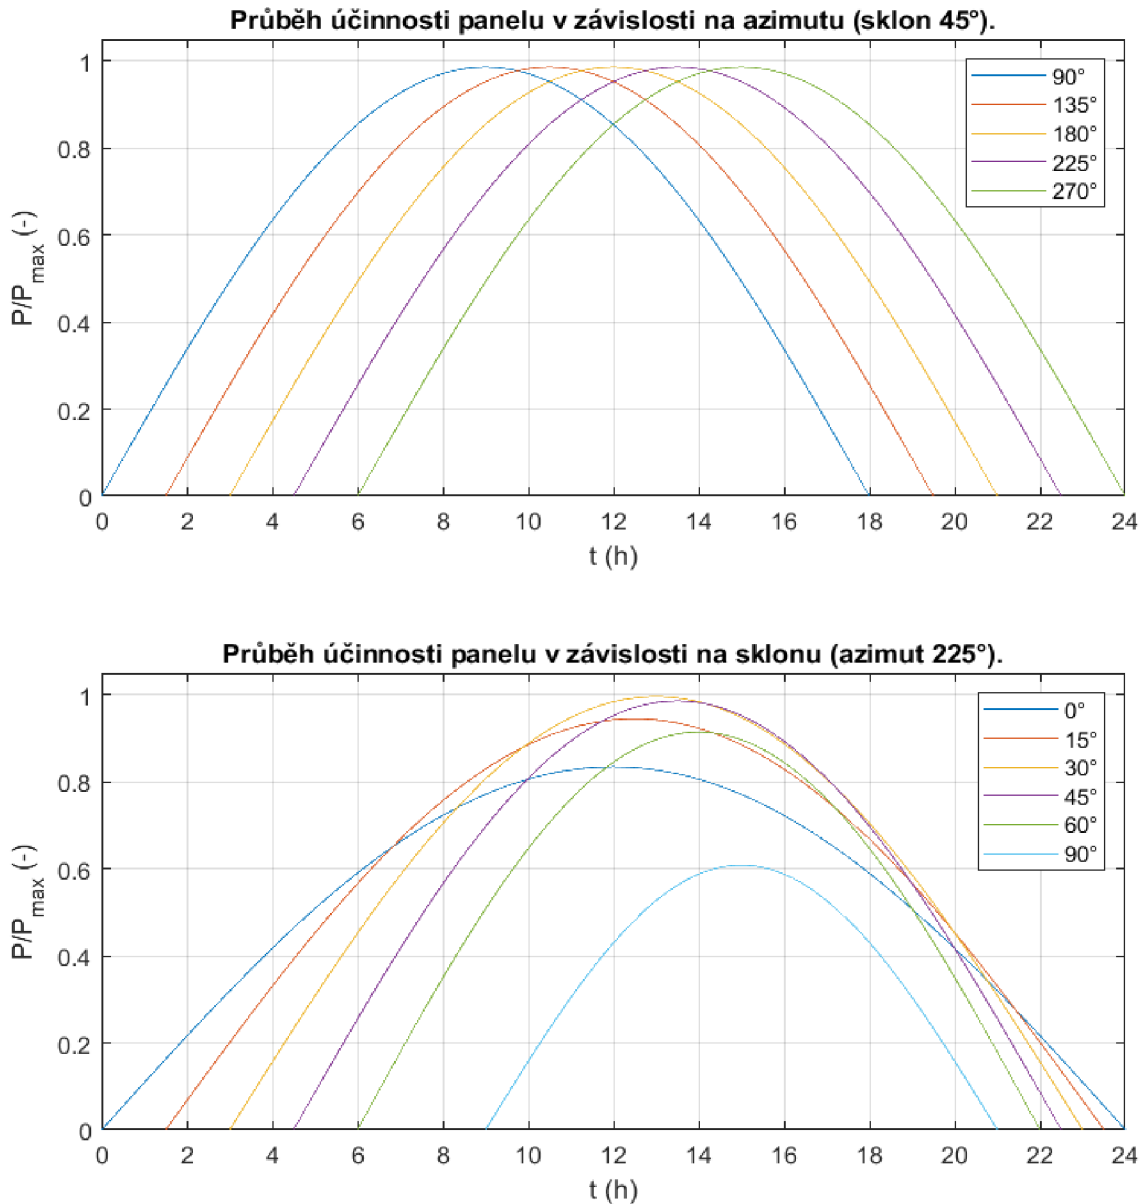 Průběh účinnosti panelu v závislosti na azimutu (sklon 45°).
1
0.8
0.6
0.4
0.2
0
P/P_max (-)
90°
135°
180°
225°
270°
0 2 4 6 8 10 12 14 16 18 20 22 24
t (h)
Průběh účinnosti panelu v závislosti na sklonu (azimut 225°).
1
0.8
0.6
0.4
0.2
0
P/P_max (-)
0°
15°
30°
45°
60°
90°
0 2 4 6 8 10 12 14 16 18 20 22 24
t (h)